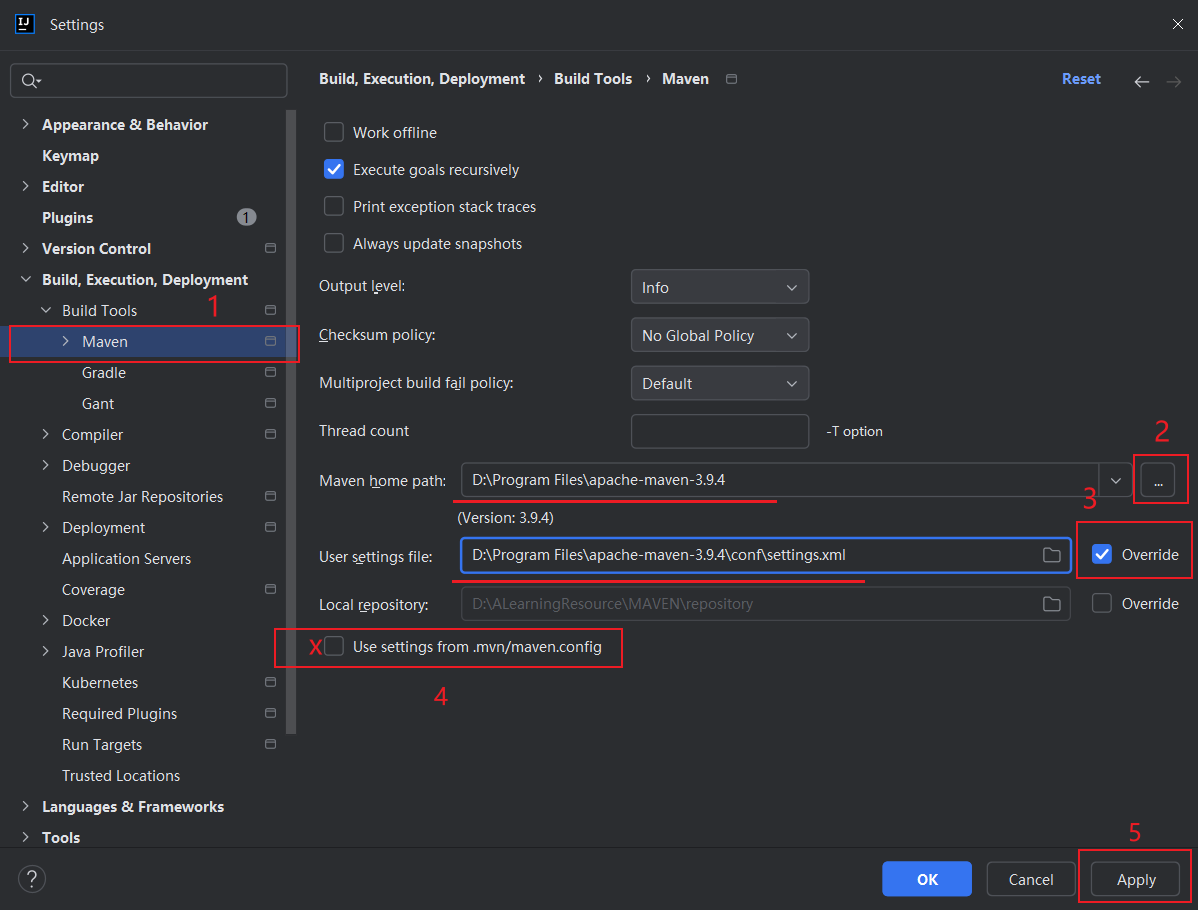 IJ Settings
Build, Execution, Deployment › Build Tools › Maven Reset
Appearance & Behavior
Keymap
Editor
Plugins 1
Version Control
Build, Execution, Deployment
Build Tools
1
Maven
Gradle
Gant
Compiler
Debugger
Remote Jar Repositories
Deployment
Application Servers
Coverage
Docker
Java Profiler
Kubernetes
Required Plugins
Run Targets
Trusted Locations
Languages & Frameworks
Tools
Work offline
Execute goals recursively
Print exception stack traces
Always update snapshots
Output level: Info
Checksum policy: No Global Policy
Multiproject build fail policy: Default
Thread count -T option
2
Maven home path: D:\Program Files\apache-maven-3.9.4 ...
3
(Version: 3.9.4)
User settings file: D:\Program Files\apache-maven-3.9.4\conf\settings.xml Override
Local repository: D:\ALearningResource\MAVEN\repository Override
X Use settings from .mvn/maven.config
4
5
? OK Cancel Apply